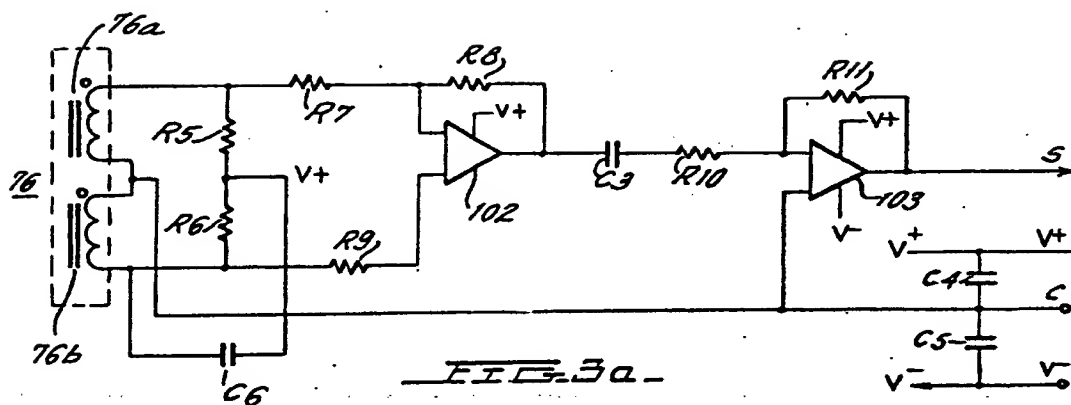 76a
R8
R11
V+
V+
R7
R5
V+
C3
R10
S
76
102
103
R6
R9
V-
V+
V+
C4
C
76b
C5
C6
V-
V-
FIG. 3a